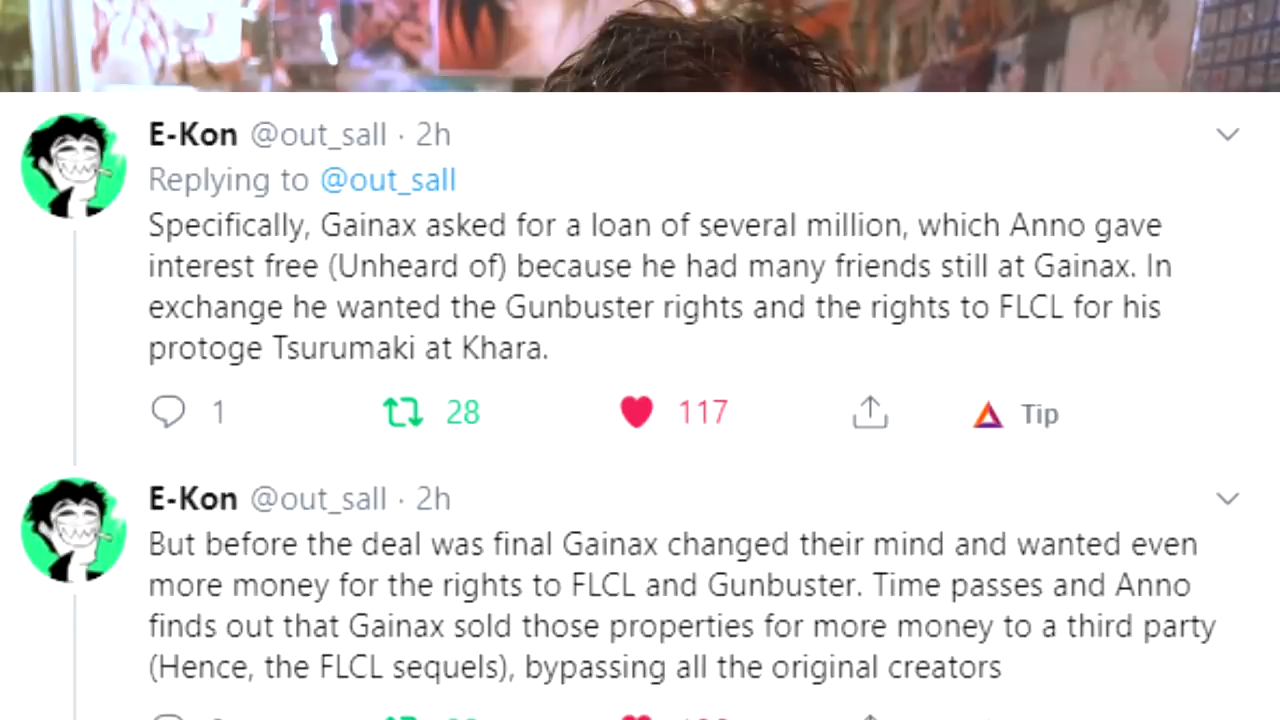 E-Kon @out_sall · 2h
Replying to @out_sall
Specifically, Gainax asked for a loan of several million, which Anno gave
interest free (Unheard of) because he had many friends still at Gainax. In
exchange he wanted the Gunbuster rights and the rights to FLCL for his
protoge Tsurumaki at Khara.
1 28 117 Tip
E-Kon @out_sall · 2h
But before the deal was final Gainax changed their mind and wanted even
more money for the rights to FLCL and Gunbuster. Time passes and Anno
finds out that Gainax sold those properties for more money to a third party
(Hence, the FLCL sequels), bypassing all the original creators